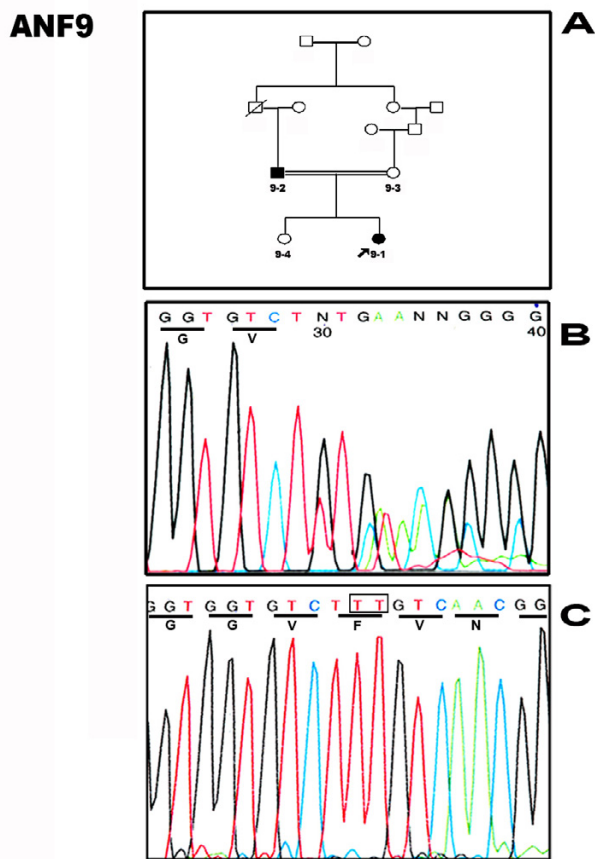 ANF9
A
9-2 9-3
9-4 9-1
B
G G T G T C T N T G A A N N G G G G
30 40
G V
C
G G T G G T G T C T T T G T C A A C G G
G G V F V N